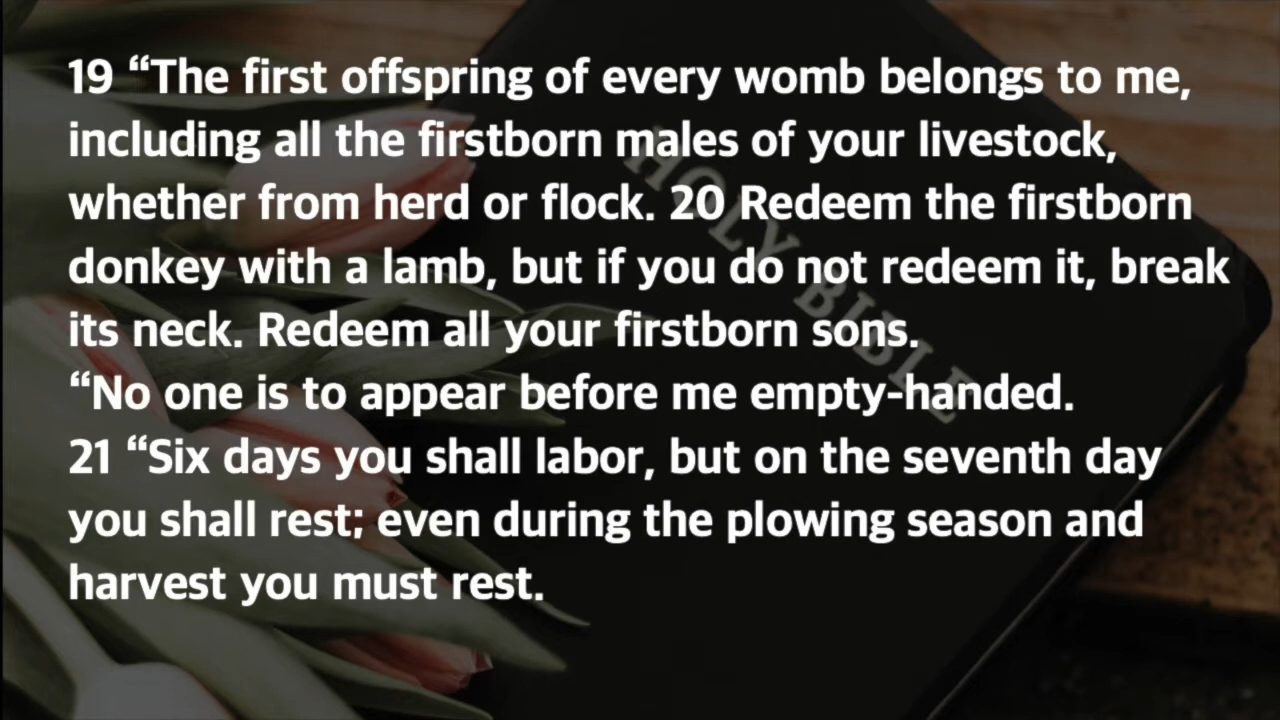 19 “The first offspring of every womb belongs to me,
including all the firstborn males of your livestock,
whether from herd or flock. 20 Redeem the firstborn
donkey with a lamb, but if you do not redeem it, break
its neck. Redeem all your firstborn sons.
“No one is to appear before me empty-handed.
21 “Six days you shall labor, but on the seventh day
you shall rest; even during the plowing season and
harvest you must rest.
HOLY BIBLE